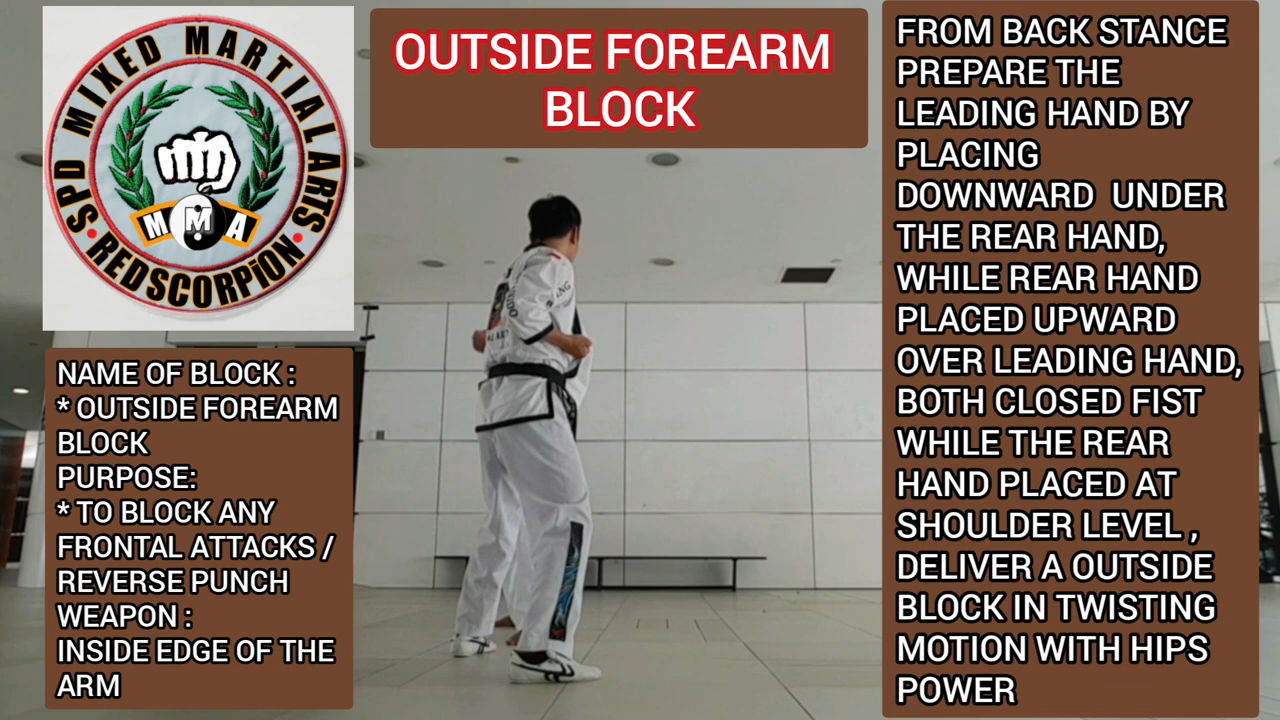 SPD MIXED MARTIAL ARTS
REDSCORPiON
M M A
OUTSIDE FOREARM
BLOCK
NAME OF BLOCK :
* OUTSIDE FOREARM
BLOCK
PURPOSE:
* TO BLOCK ANY
FRONTAL ATTACKS /
REVERSE PUNCH
WEAPON :
INSIDE EDGE OF THE
ARM
FROM BACK STANCE
PREPARE THE
LEADING HAND BY
PLACING
DOWNWARD  UNDER
THE REAR HAND,
WHILE REAR HAND
PLACED UPWARD
OVER LEADING HAND,
BOTH CLOSED FIST
WHILE THE REAR
HAND PLACED AT
SHOULDER LEVEL ,
DELIVER A OUTSIDE
BLOCK IN TWISTING
MOTION WITH HIPS
POWER